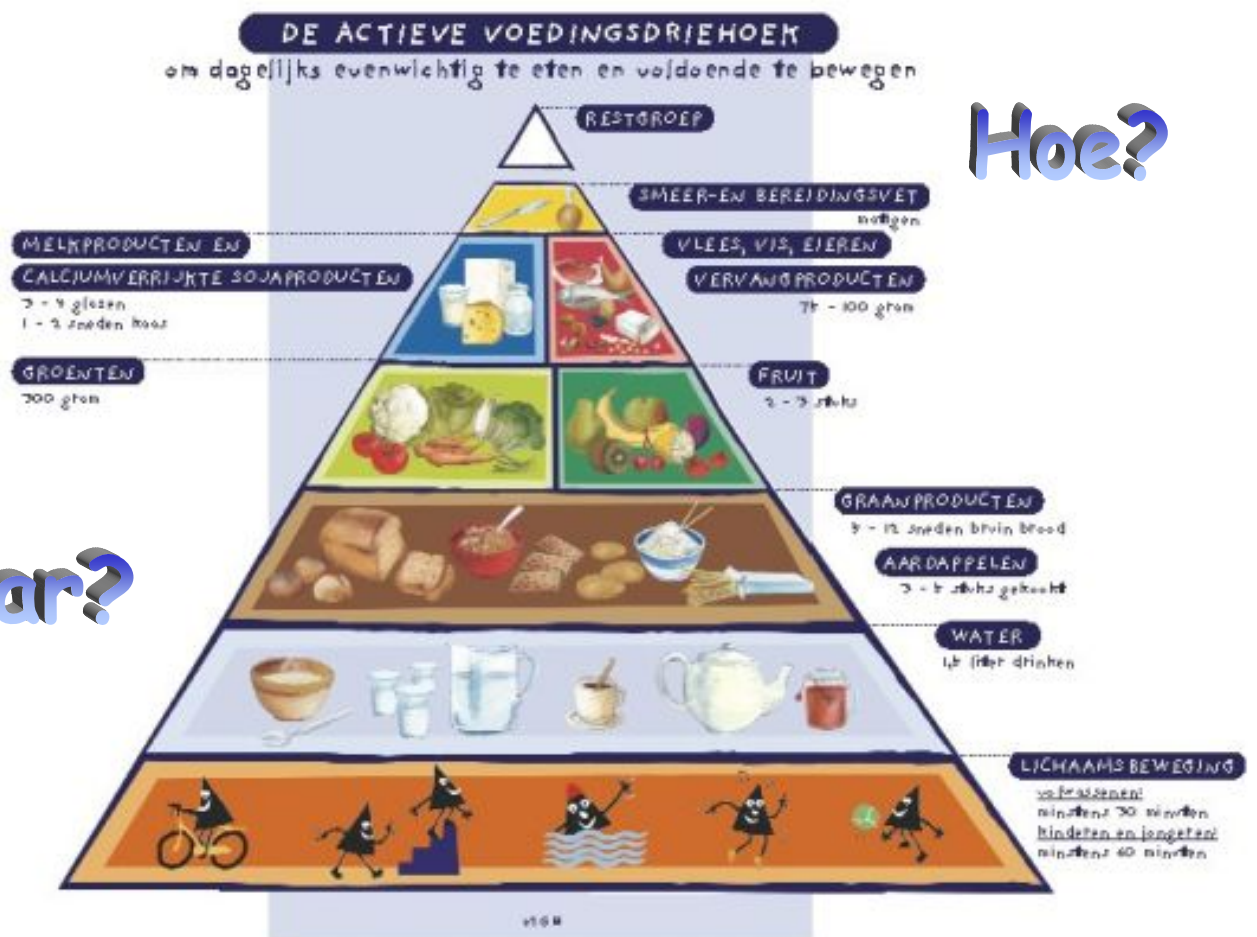 DE ACTIEVE VOEDINGSDRIEHOEK
om dagelijks evenwichtig te eten en voldoende te bewegen
Hoe?
RESTGROEP
SMEER-EN BEREIDINGSVET
matigen
MELKPRODUCTEN EN
CALCIUMVERRIJKTE SOJAPRODUCTEN
3 - 4 glazen
1 - 2 sneden kaas
VLEES, VIS, EIEREN
VERVANGPRODUCTEN
75 - 100 gram
GROENTEN
300 gram
FRUIT
2 - 3 stuks
GRAANPRODUCTEN
5 - 12 sneden bruin brood
AARDAPPELEN
3 - 5 stuks gekookt
ar?
WATER
1,5 liter drinken
LICHAAMSBEWEGING
volwassenen:
minstens 30 minuten
kinderen en jongeren:
minstens 60 minuten